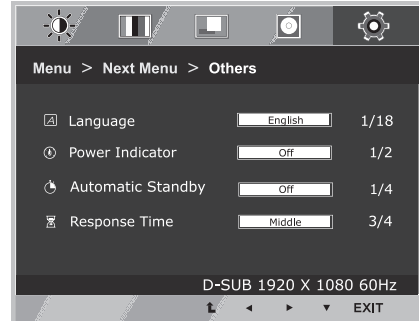 Menu > Next Menu > Others
Language English 1/18
Power Indicator Off 1/2
Automatic Standby Off 1/4
Response Time Middle 3/4
D-SUB 1920 X 1080 60Hz
EXIT